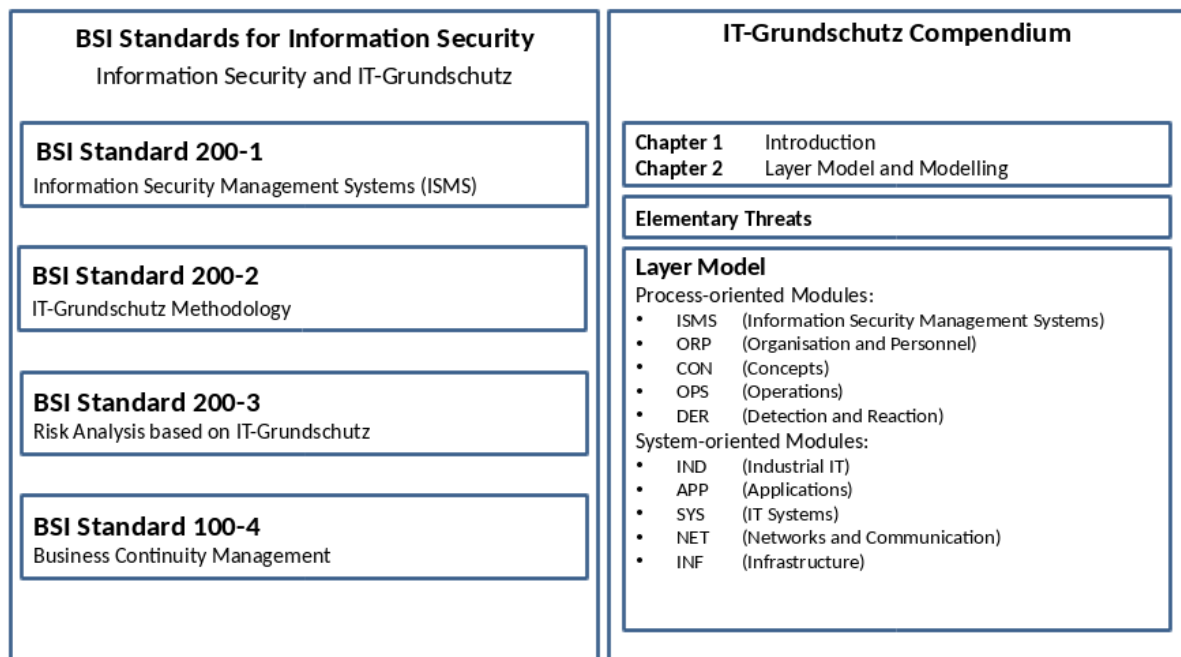 BSI Standards for Information Security
Information Security and IT-Grundschutz
BSI Standard 200-1
Information Security Management Systems (ISMS)
BSI Standard 200-2
IT-Grundschutz Methodology
BSI Standard 200-3
Risk Analysis based on IT-Grundschutz
BSI Standard 100-4
Business Continuity Management
IT-Grundschutz Compendium
Chapter 1 Introduction
Chapter 2 Layer Model and Modelling
Elementary Threats
Layer Model
Process-oriented Modules:
• ISMS (Information Security Management Systems)
• ORP (Organisation and Personnel)
• CON (Concepts)
• OPS (Operations)
• DER (Detection and Reaction)
System-oriented Modules:
• IND (Industrial IT)
• APP (Applications)
• SYS (IT Systems)
• NET (Networks and Communication)
• INF (Infrastructure)